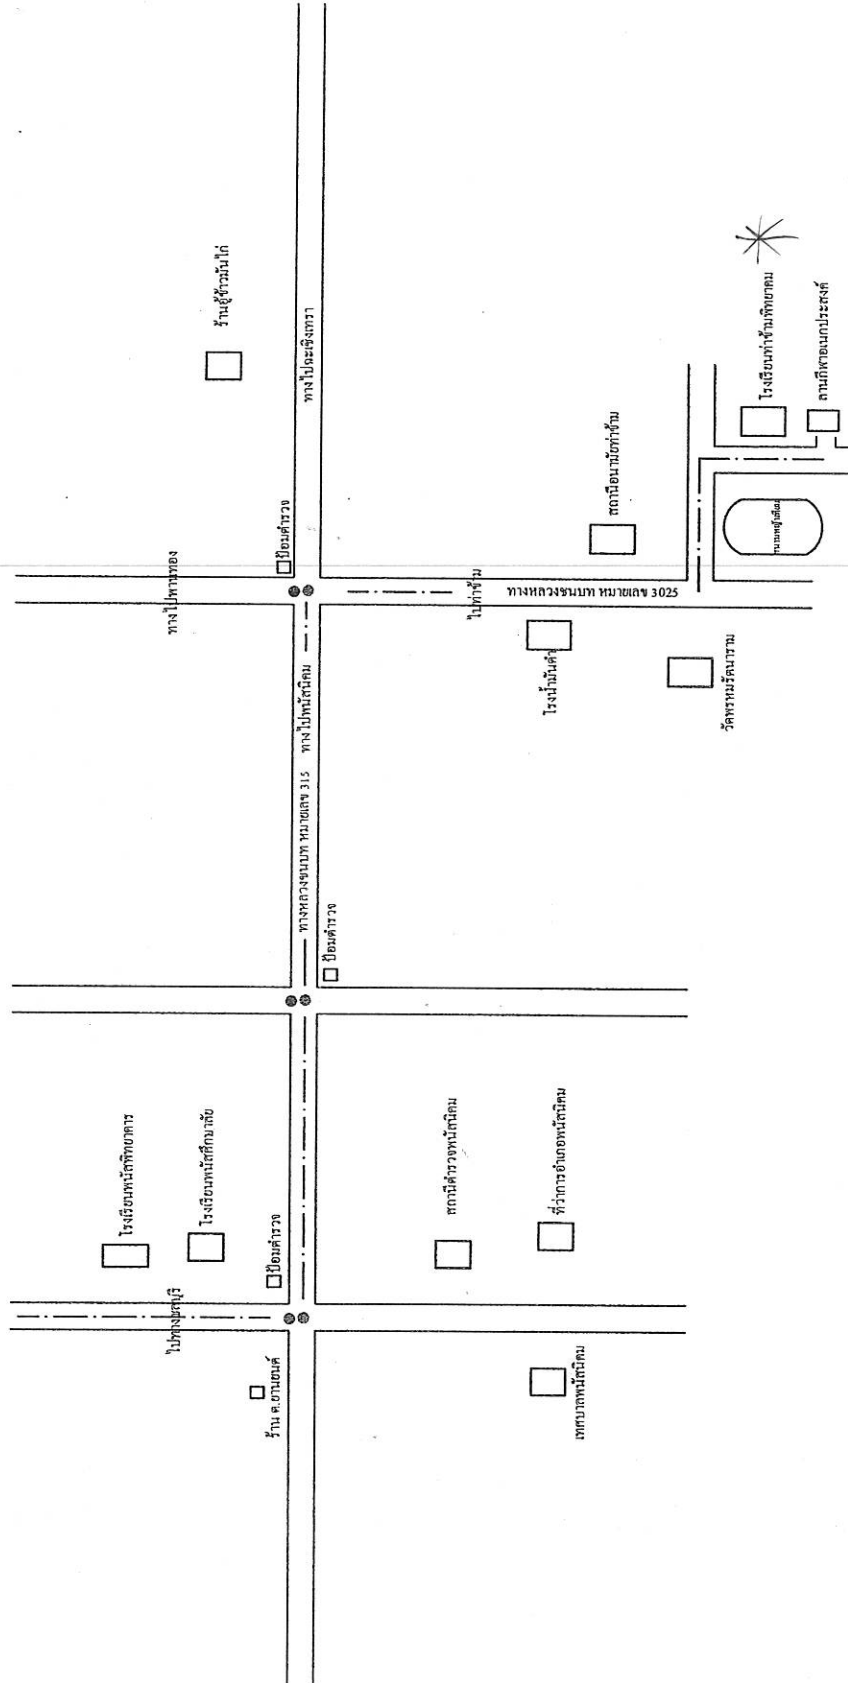 ร้านอู๊ข้าวมันไก่
ทางไปฉะเชิงเทรา
โรงเรียนท่าข้ามพิทยาคม
ลานกีฬาอเนกประสงค์
สถานีอนามัยท่าข้าม
ป้อมตำรวจ
ทางไปพานทอง
ไปท่าข้าม
ทางหลวงชนบท หมายเลข 3025
โรงน้ำมันดำ
วัดพรหมรัตนาราม
ทางหลวงชนบท หมายเลข 315
ทางไปพนัสนิคม
ป้อมตำรวจ
โรงเรียนพนัสพิทยาคาร
โรงเรียนพนัสศึกษาลัย
ป้อมตำรวจ
สถานีตำรวจพนัสนิคม
ที่ว่าการอำเภอพนัสนิคม
ไปทางชลบุรี
ร้าน ค.ยานยนต์
เทศบาลพนัสนิคม